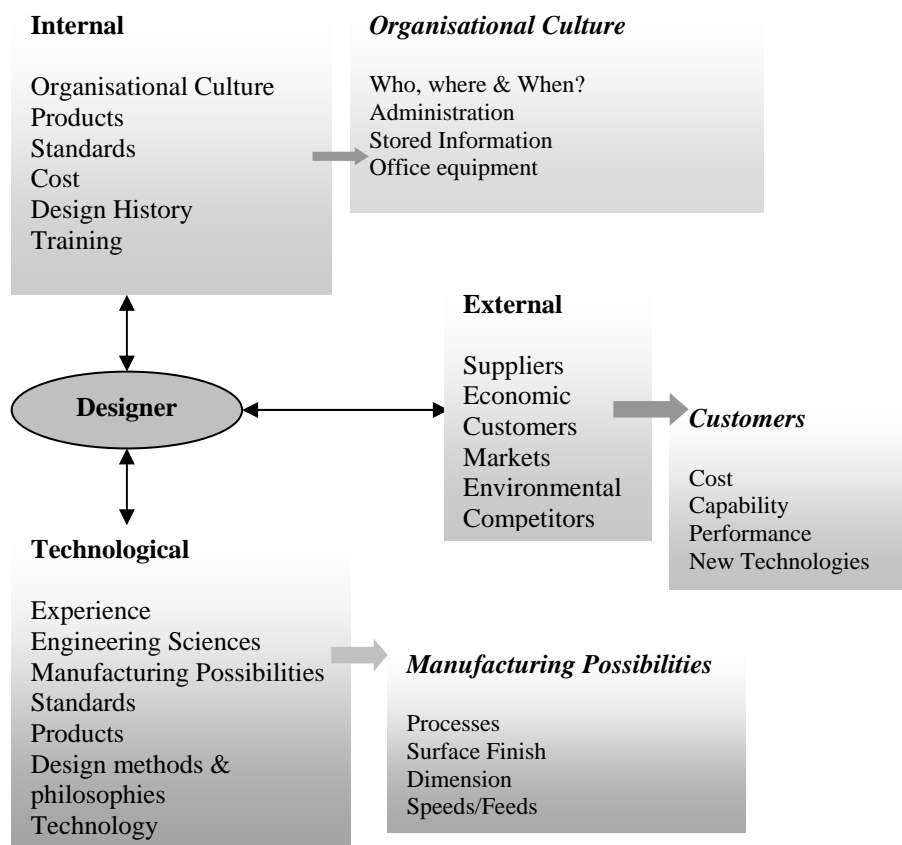 Internal
Organisational Culture
Products
Standards
Cost
Design History
Training
Organisational Culture
Who, where & When?
Administration
Stored Information
Office equipment
Designer
External
Suppliers
Economic
Customers
Markets
Environmental
Competitors
Customers
Cost
Capability
Performance
New Technologies
Technological
Experience
Engineering Sciences
Manufacturing Possibilities
Standards
Products
Design methods &
philosophies
Technology
Manufacturing Possibilities
Processes
Surface Finish
Dimension
Speeds/Feeds